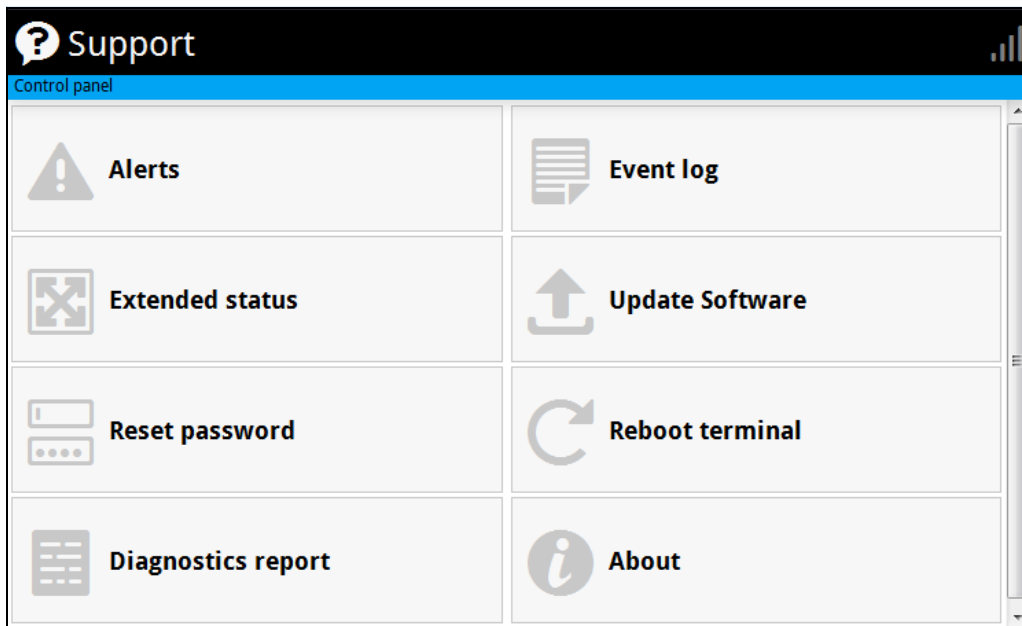 Support
Control panel
Alerts
Event log
Extended status
Update Software
Reset password
Reboot terminal
Diagnostics report
About